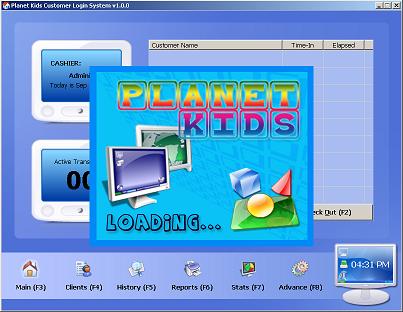 Planet Kids Customer Login System v1.0.0
CASHIER:
Admini
Today is Sep
Customer Name Time-In Elapsed
PLANET
KIDS
LOADING...
Active Trans
00
eck Out (F2)
Main (F3) Clients (F4) History (F5) Reports (F6) Stats (F7) Advance (F8)
04:31 PM